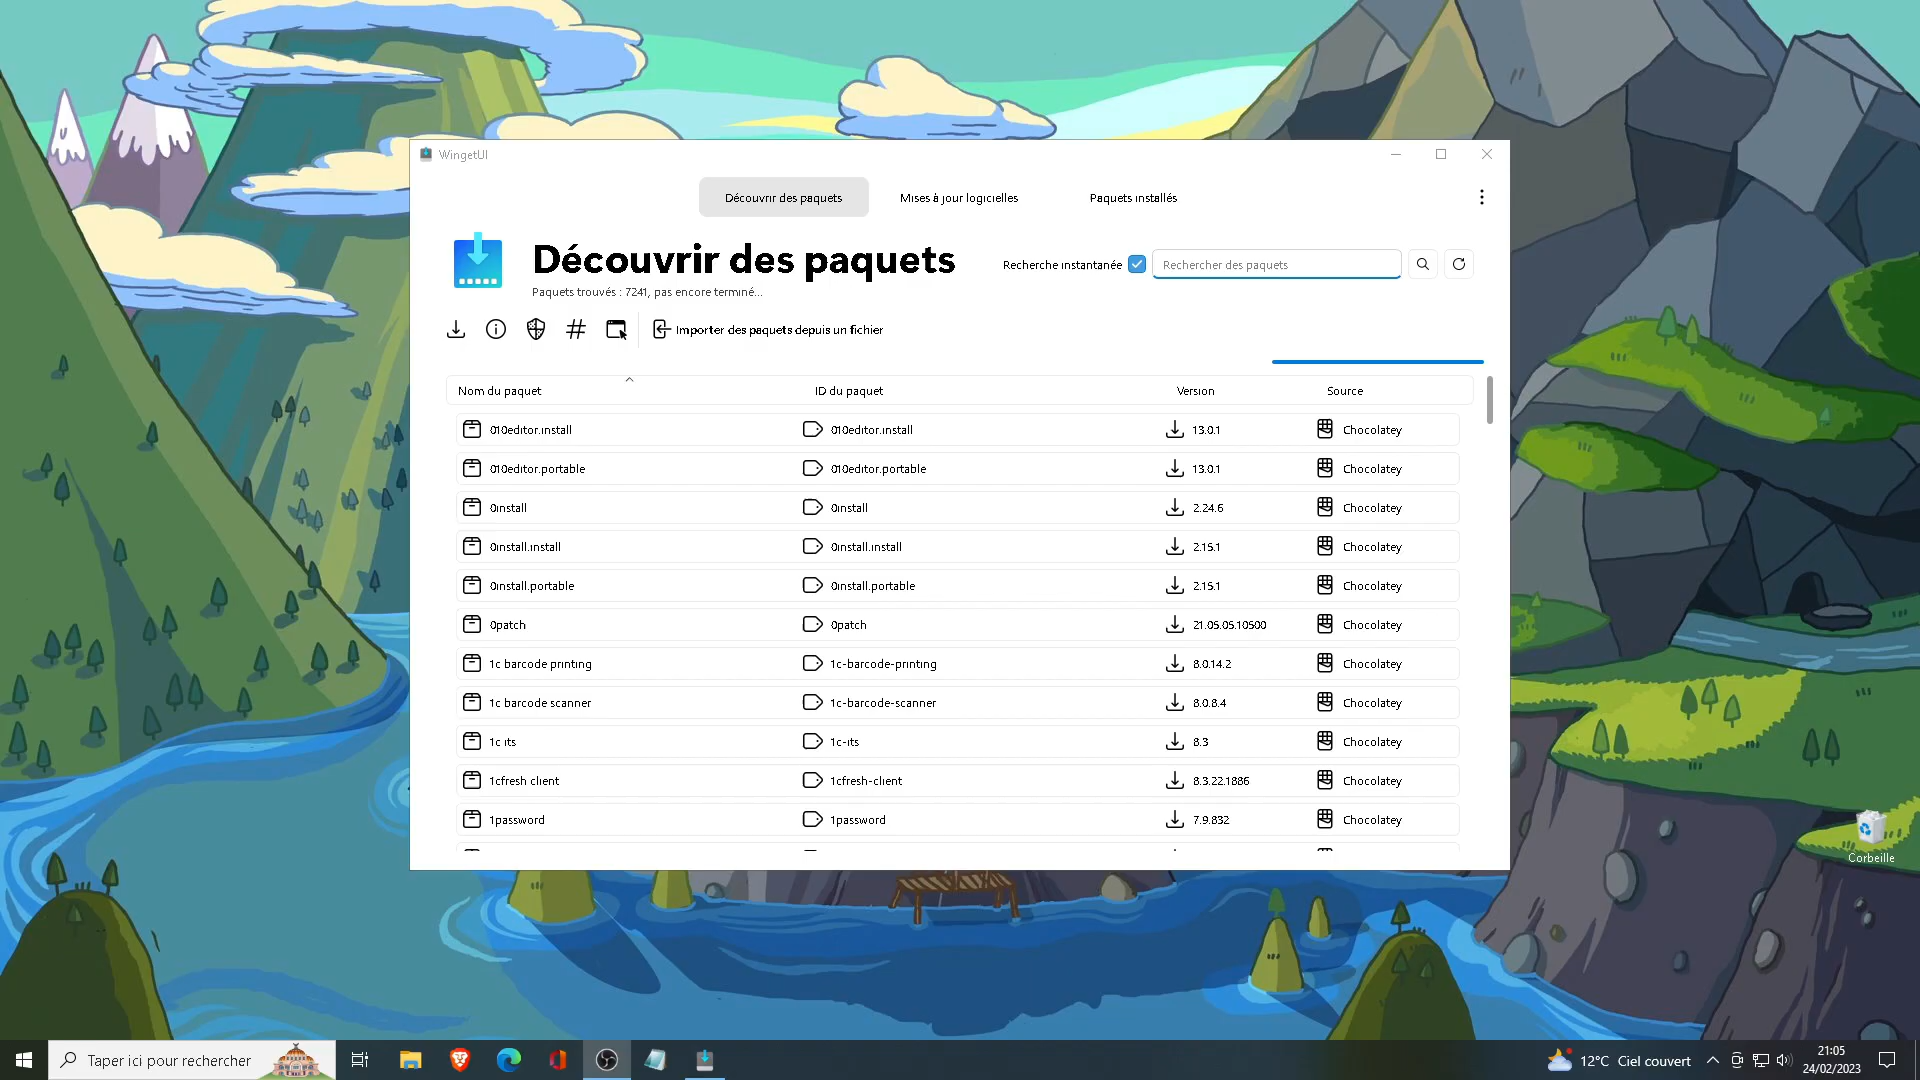 WingetUI
Découvrir des paquets
Mises à jour logicielles
Paquets installés
Découvrir des paquets
Recherche instantanée
Rechercher des paquets
Paquets trouvés : 7241, pas encore terminé...
Importer des paquets depuis un fichier
Nom du paquet ID du paquet Version Source
010editor.install 010editor.install 13.0.1 Chocolatey
010editor.portable 010editor.portable 13.0.1 Chocolatey
0install 0install 2.24.6 Chocolatey
0install.install 0install.install 2.15.1 Chocolatey
0install.portable 0install.portable 2.15.1 Chocolatey
0patch 0patch 21.05.05.10500 Chocolatey
1c barcode printing 1c-barcode-printing 8.0.14.2 Chocolatey
1c barcode scanner 1c-barcode-scanner 8.0.8.4 Chocolatey
1c its 1c-its 8.3 Chocolatey
1cfresh client 1cfresh-client 8.3.22.1886 Chocolatey
1password 1password 7.9.832 Chocolatey
Corbeille
Taper ici pour rechercher
12°C Ciel couvert
21:05
24/02/2023